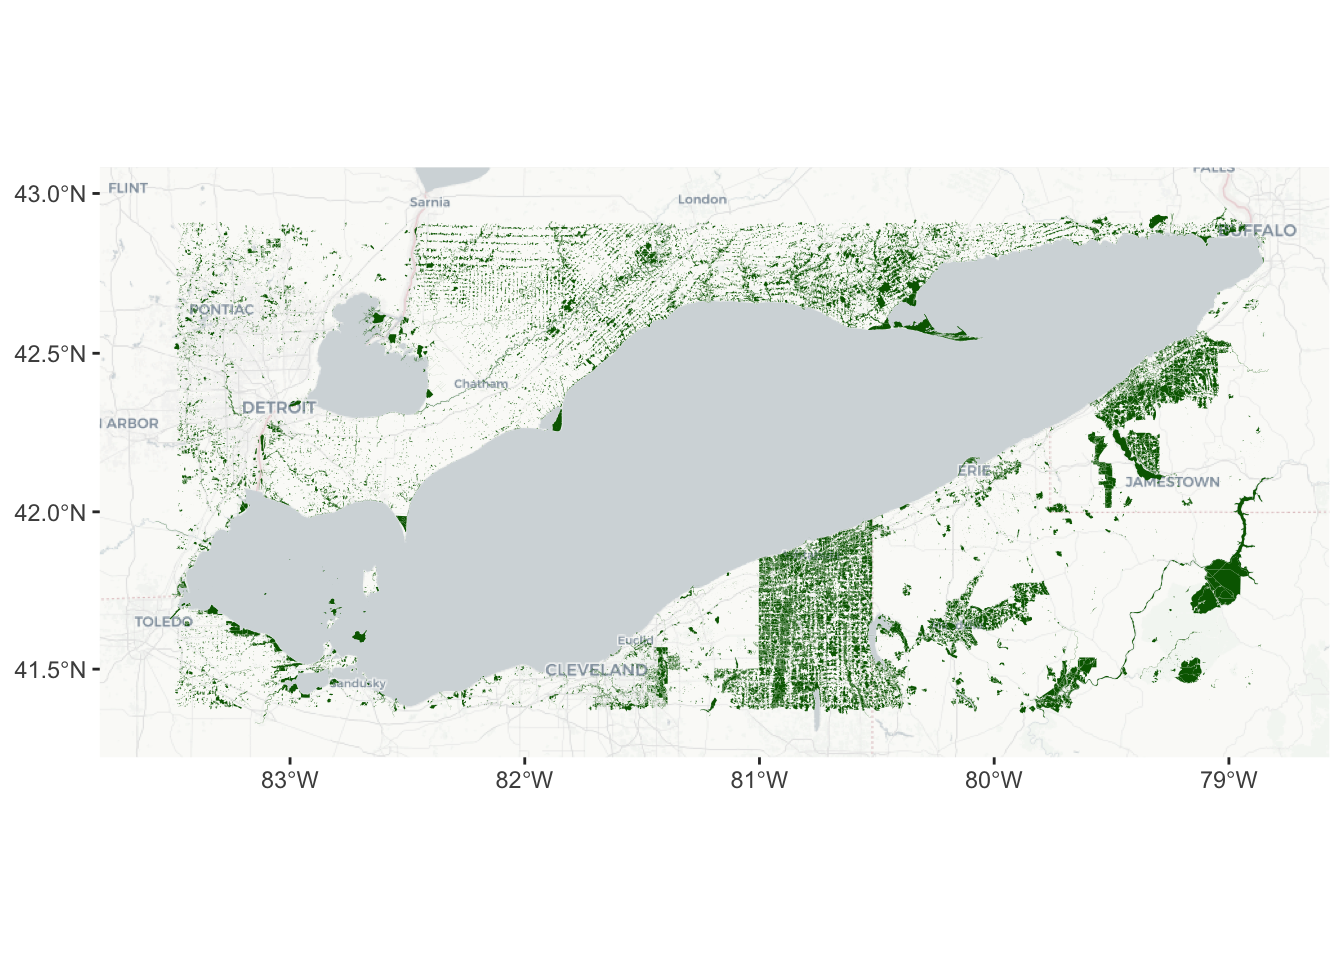 FALLS
43.0°N
FLINT
Sarnia
London
BUFFALO
PONTIAC
42.5°N
Chatham
DETROIT
ARBOR
ERIE
JAMESTOWN
42.0°N
TOLEDO
Euclid
41.5°N
CLEVELAND
andusky
83°W
82°W
81°W
80°W
79°W